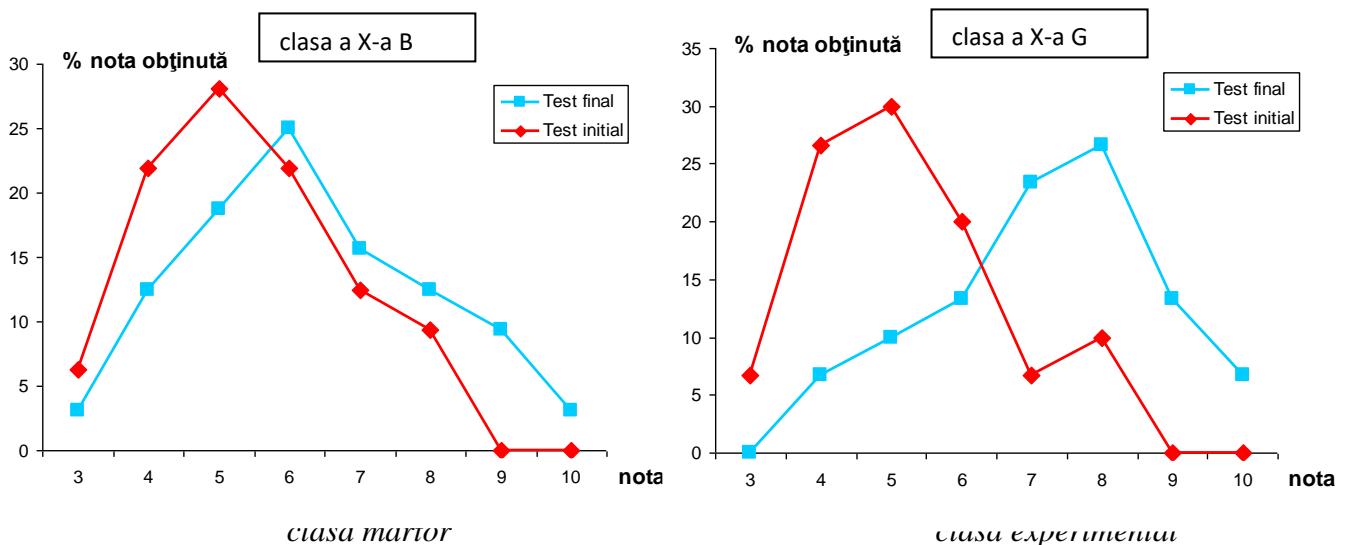 clasa a X-a B
% nota obţinută
30
25
20
15
10
5
0
Test final
Test initial
3 4 5 6 7 8 9 10 nota
clasa martor
clasa a X-a G
% nota obţinută
35
30
25
20
15
10
5
0
Test final
Test initial
3 4 5 6 7 8 9 10 nota
clasa experimental